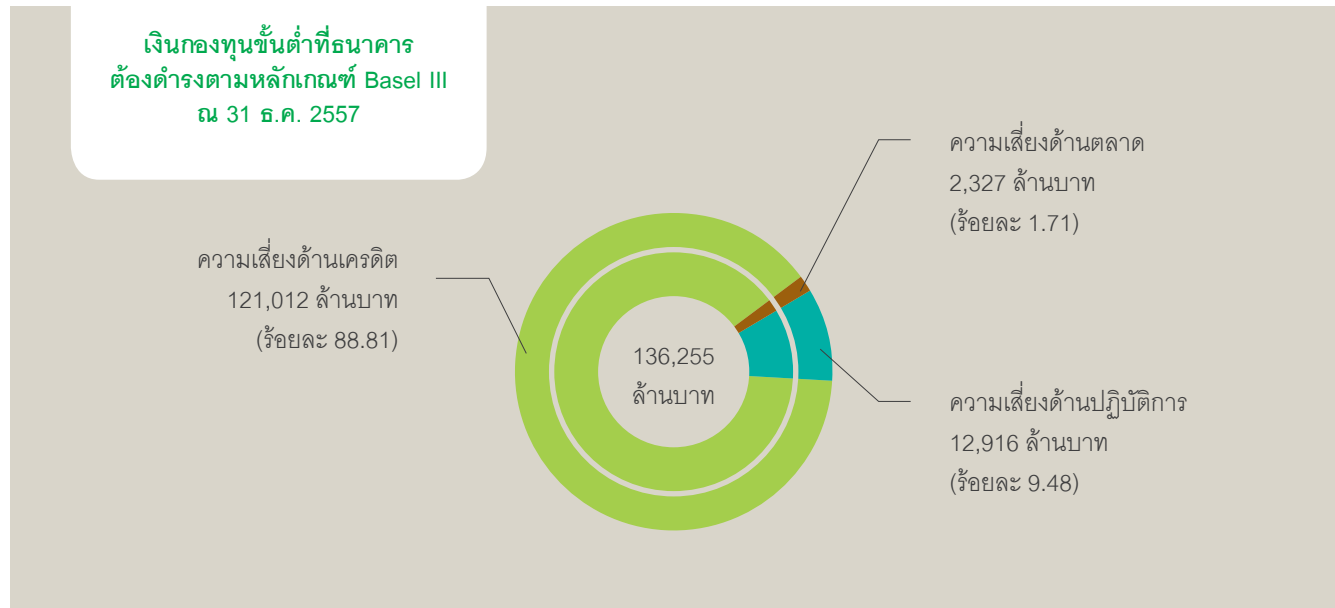 เงินกองทุนขั้นต่ำที่ธนาคาร
ต้องดำรงตามหลักเกณฑ์ Basel III
ณ 31 ธ.ค. 2557
ความเสี่ยงด้านตลาด
2,327 ล้านบาท
(ร้อยละ 1.71)
ความเสี่ยงด้านเครดิต
121,012 ล้านบาท
(ร้อยละ 88.81)
136,255
ล้านบาท
ความเสี่ยงด้านปฏิบัติการ
12,916 ล้านบาท
(ร้อยละ 9.48)